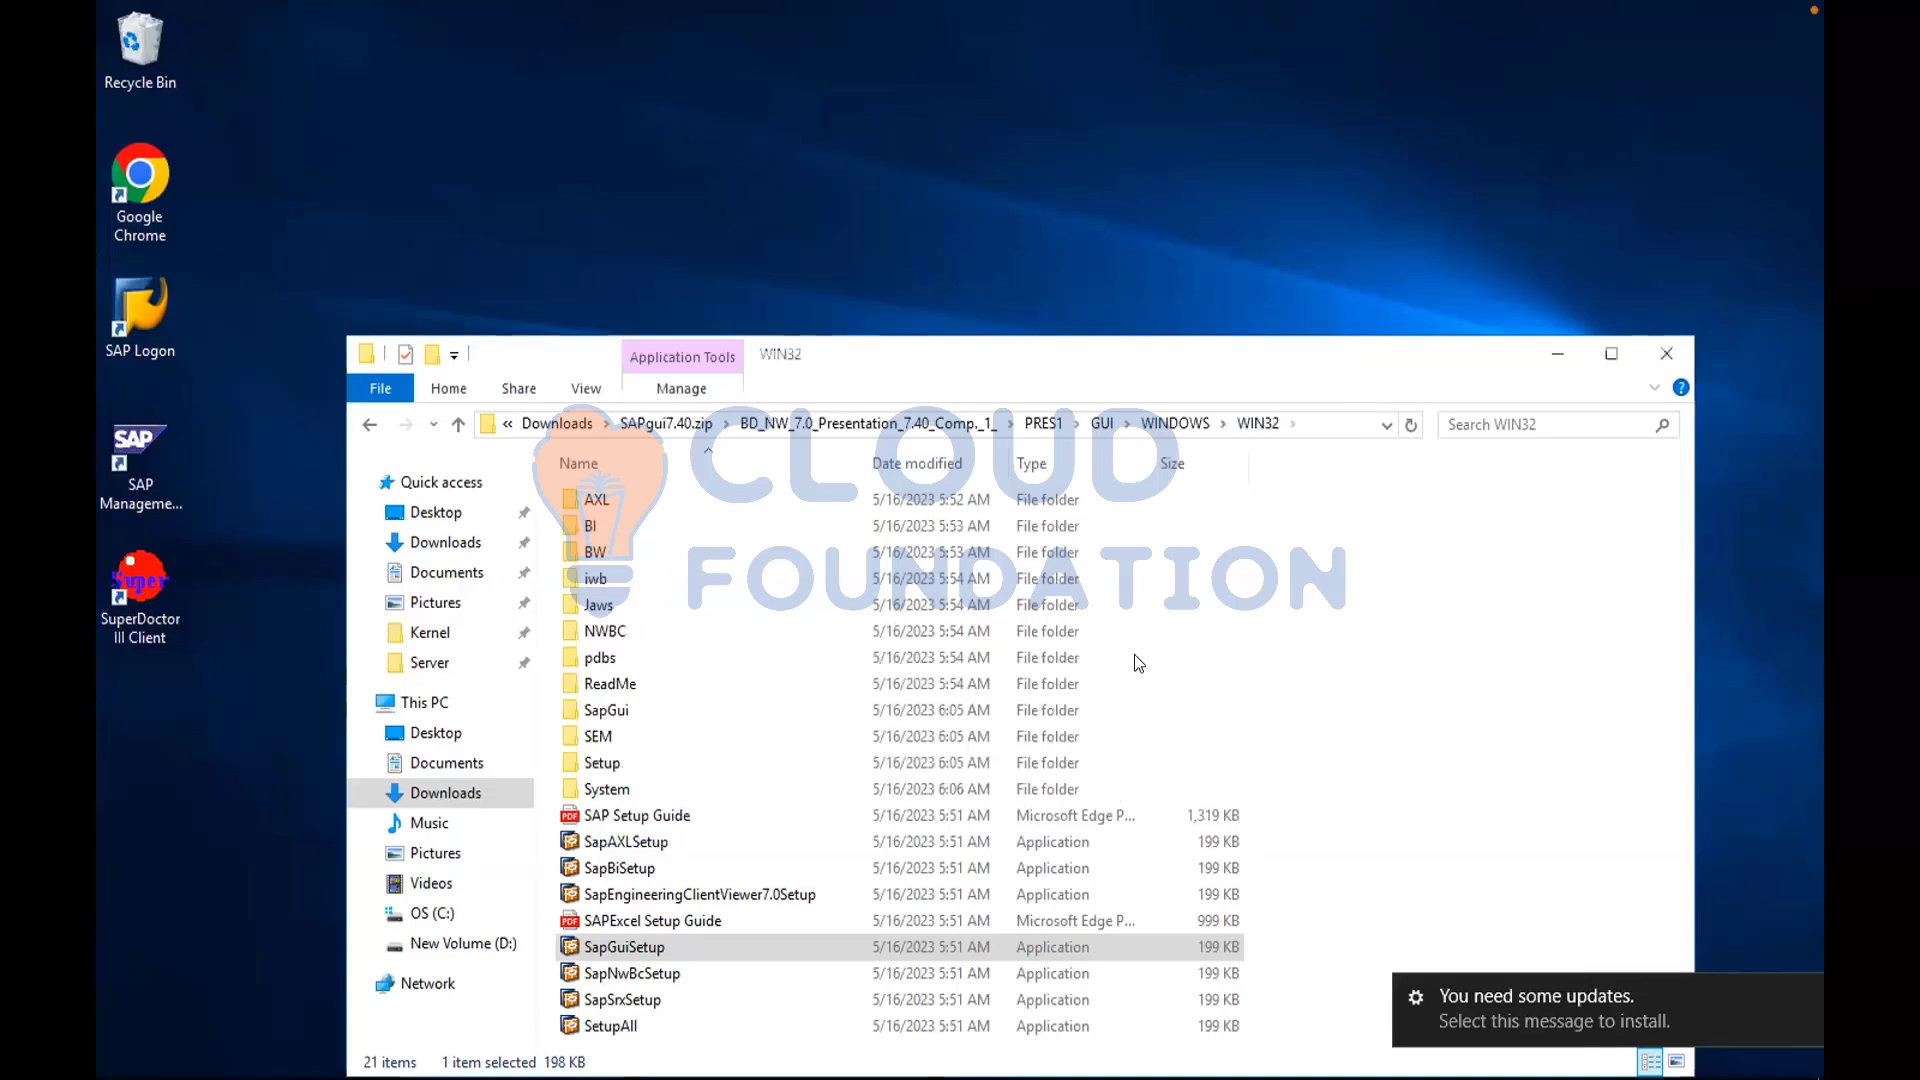 Recycle Bin
Google
Chrome
SAP Logon
SAP
SAP
Manageme...
Super
SuperDoctor
III Client
Application Tools
WIN32
File
Home
Share
View
Manage
« Downloads > SAPgui7.40.zip > BD_NW_7.0_Presentation_7.40_Comp._1_ > PRES1 > GUI > WINDOWS > WIN32 >
Search WIN32
CLOUD
FOUNDATION
Quick access
Desktop
Downloads
Documents
Pictures
Kernel
Server
This PC
Desktop
Documents
Downloads
Music
Pictures
Videos
OS (C:)
New Volume (D:)
Network
Name Date modified Type Size
AXL 5/16/2023 5:52 AM File folder
BI 5/16/2023 5:53 AM File folder
BW 5/16/2023 5:53 AM File folder
iwb 5/16/2023 5:54 AM File folder
Jaws 5/16/2023 5:54 AM File folder
NWBC 5/16/2023 5:54 AM File folder
pdbs 5/16/2023 5:54 AM File folder
ReadMe 5/16/2023 5:54 AM File folder
SapGui 5/16/2023 6:05 AM File folder
SEM 5/16/2023 6:05 AM File folder
Setup 5/16/2023 6:05 AM File folder
System 5/16/2023 6:06 AM File folder
PDF SAP Setup Guide 5/16/2023 5:51 AM Microsoft Edge P... 1,319 KB
SapAXLSetup 5/16/2023 5:51 AM Application 199 KB
SapBiSetup 5/16/2023 5:51 AM Application 199 KB
SapEngineeringClientViewer7.0Setup 5/16/2023 5:51 AM Application 199 KB
PDF SAPExcel Setup Guide 5/16/2023 5:51 AM Microsoft Edge P... 999 KB
SapGuiSetup 5/16/2023 5:51 AM Application 199 KB
SapNwBcSetup 5/16/2023 5:51 AM Application 199 KB
SapSrxSetup 5/16/2023 5:51 AM Application 199 KB
SetupAll 5/16/2023 5:51 AM Application 199 KB
21 items 1 item selected 198 KB
You need some updates.
Select this message to install.